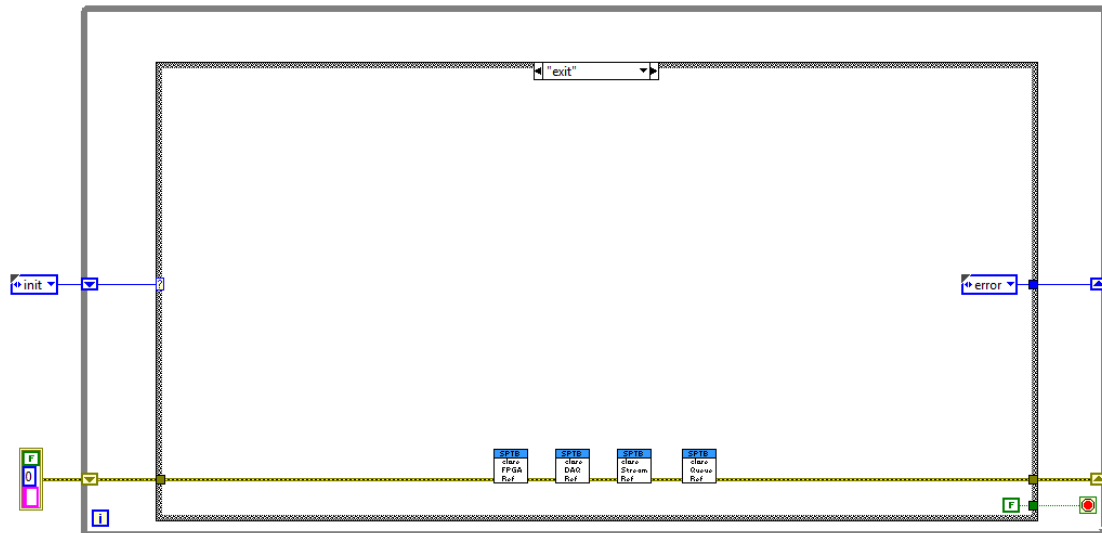 "exit"
init
?
error
SPTB SPTB SPTB SPTB
close close close close
FPGA DAQ Stream Queue
Ref Ref Ref Ref
F
0
F
i